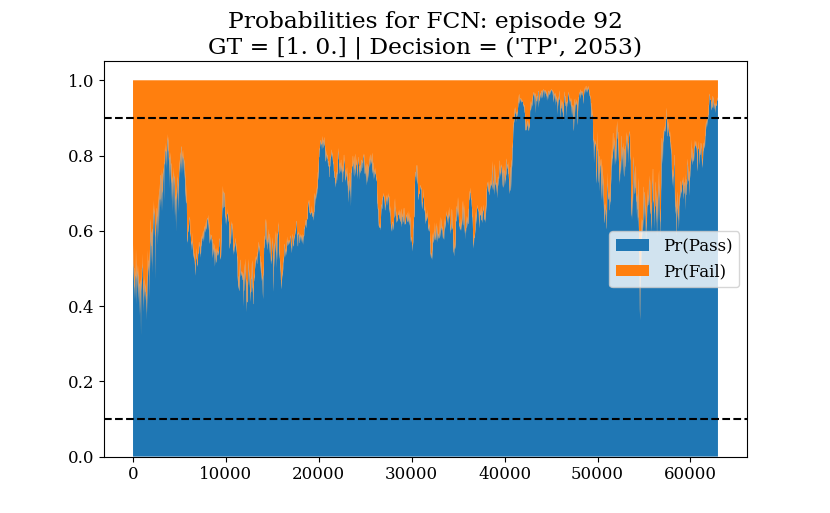 Probabilities for FCN: episode 92
GT = [1. 0.] | Decision = ('TP', 2053)
1.0
0.8
0.6
0.4
0.2
0.0
Pr(Pass)
Pr(Fail)
0 10000 20000 30000 40000 50000 60000